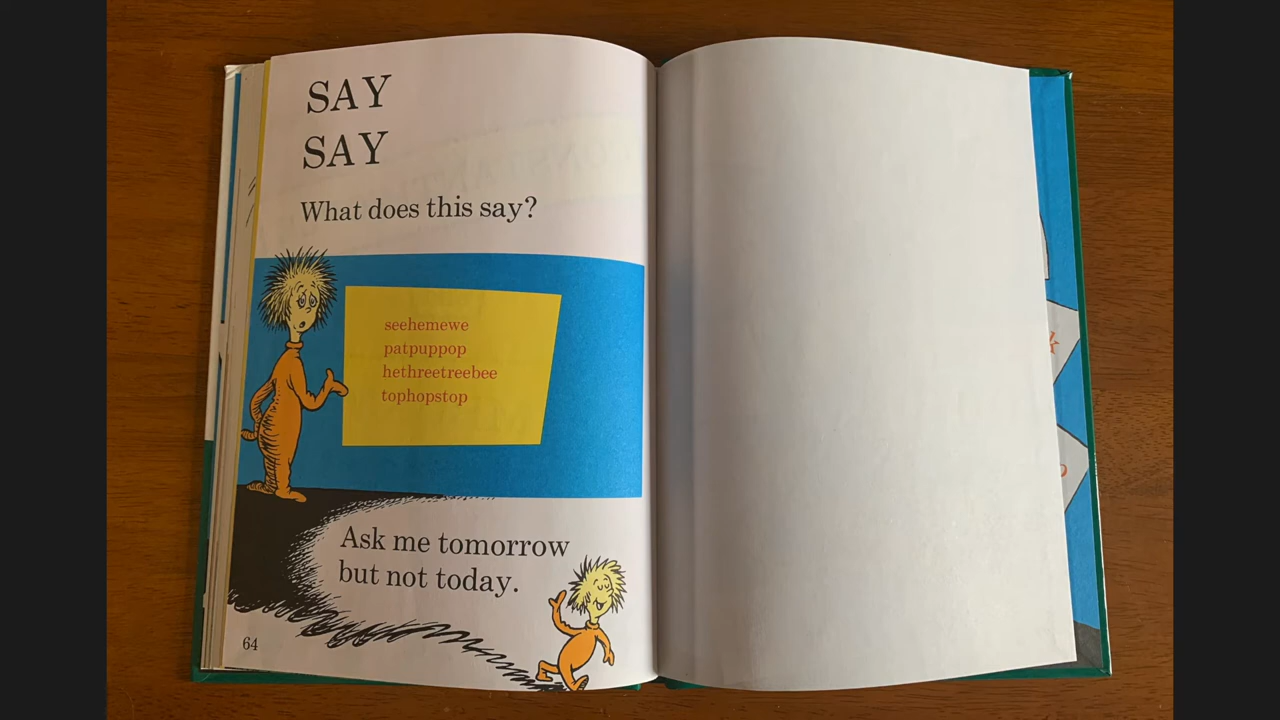 SAY
SAY
What does this say?
seehemewe
patpuppop
hethreetreebee
tophopstop
Ask me tomorrow
but not today.
64